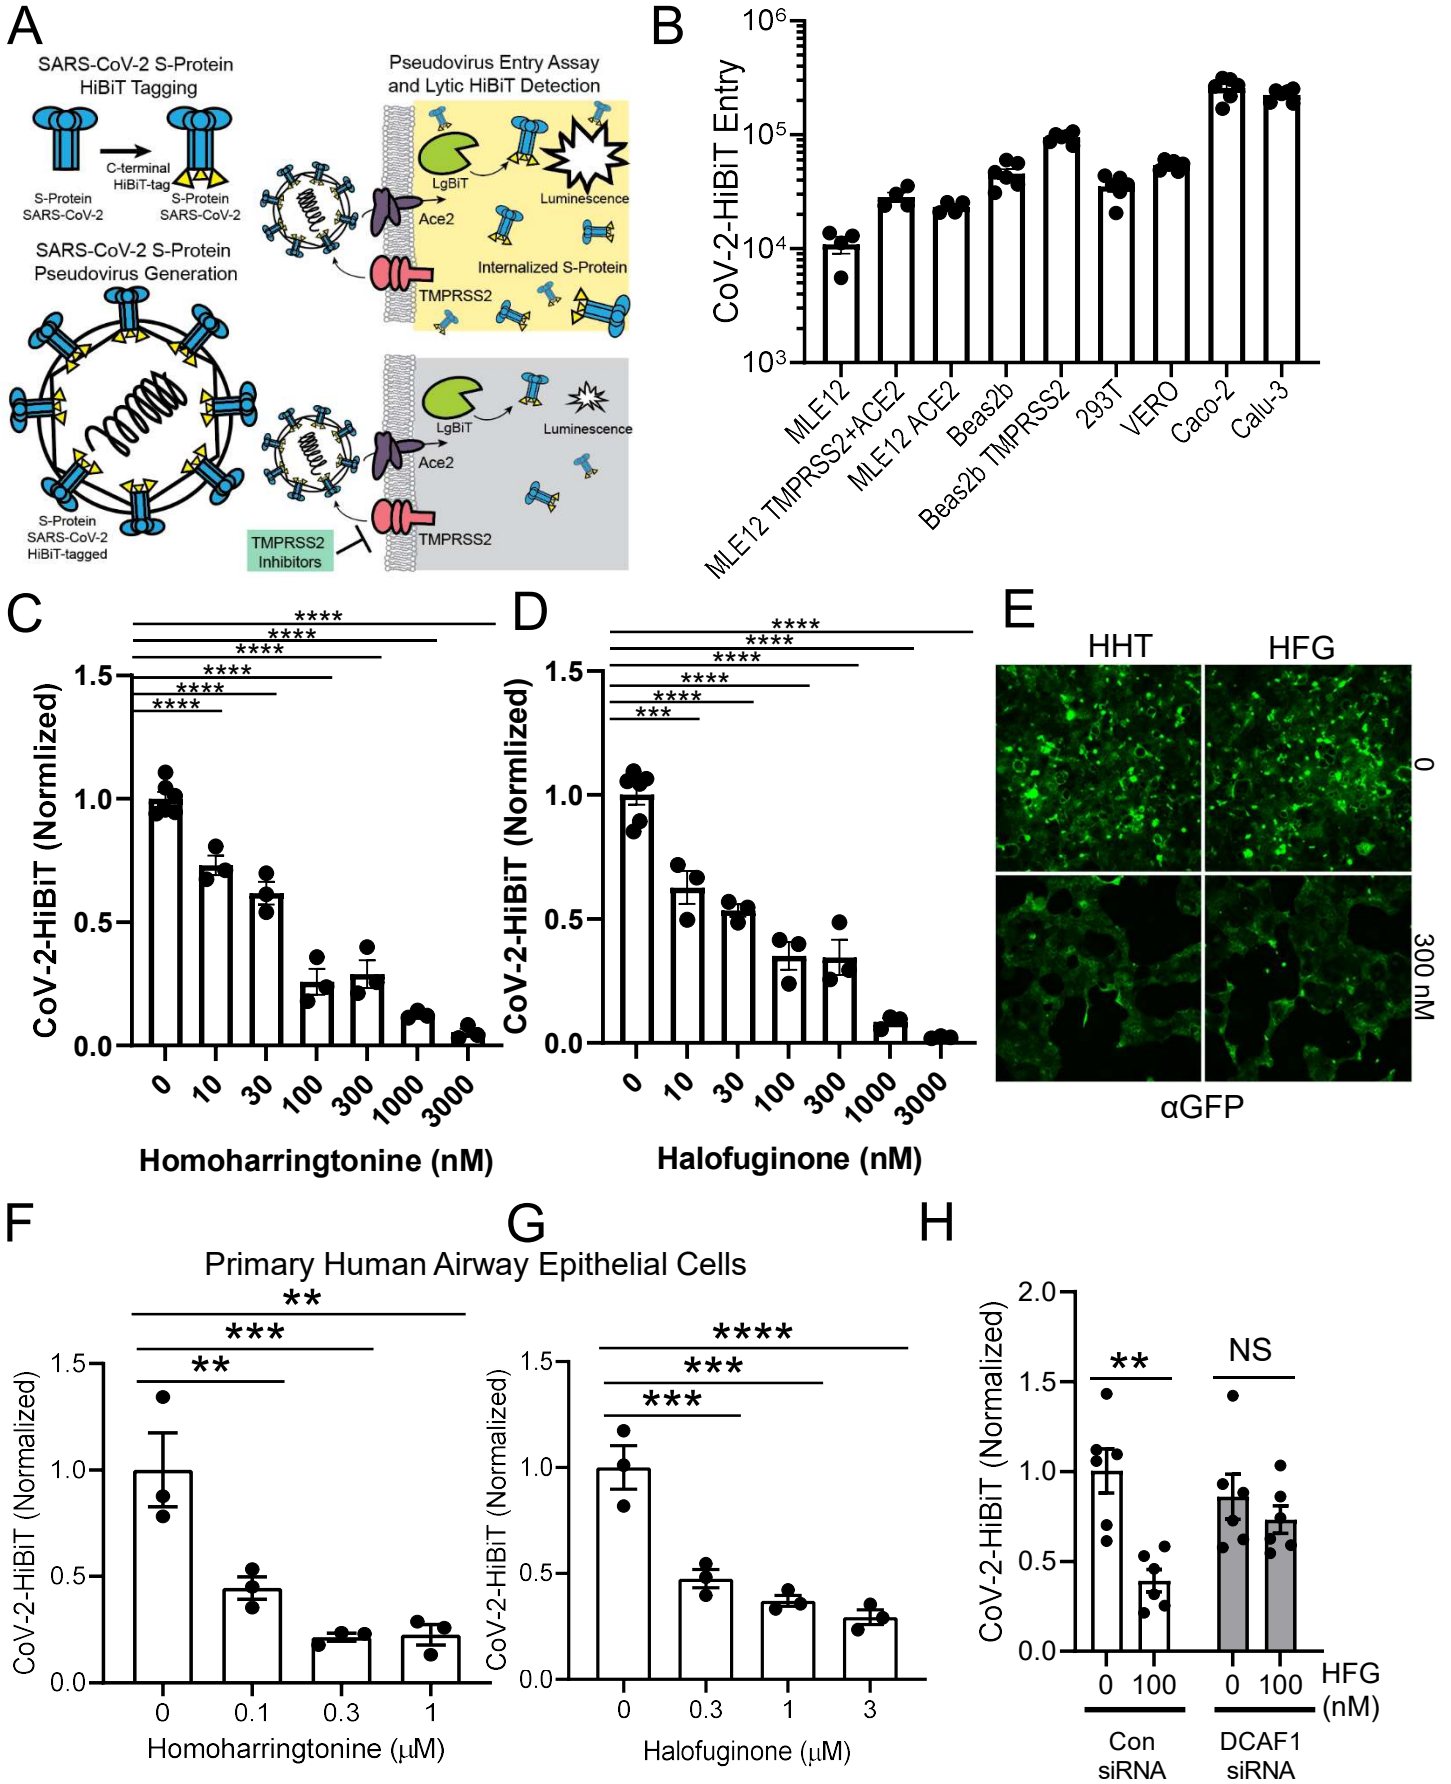 A
SARS-CoV-2 S-Protein
HiBiT Tagging
C-terminal
HiBiT-tag
S-Protein
SARS-CoV-2
S-Protein
SARS-CoV-2
SARS-CoV-2 S-Protein
Pseudovirus Generation
S-Protein
SARS-CoV-2
HiBiT-tagged
Pseudovirus Entry Assay
and Lytic HiBiT Detection
LgBiT
Luminescence
Ace2
Internalized S-Protein
TMPRSS2
LgBiT
Luminescence
Ace2
TMPRSS2
TMPRSS2
Inhibitors
B
CoV-2-HiBiT Entry
10⁶
10⁵
10⁴
10³
MLE12
MLE12 TMPRSS2+ACE2
MLE12 ACE2
Beas2b
Beas2b TMPRSS2
293T
VERO
Caco-2
Calu-3
C
****
****
****
****
****
****
CoV-2-HiBiT (Normlized)
1.5
1.0
0.5
0.0
0
10
30
100
300
1000
3000
Homoharringtonine (nM)
D
****
****
****
****
****
***
CoV-2-HiBiT (Normlized)
1.5
1.0
0.5
0.0
0
10
30
100
300
1000
3000
Halofuginone (nM)
E
HHT
HFG
0
300 nM
αGFP
Primary Human Airway Epithelial Cells
F
**
***
**
CoV-2-HiBiT (Normalized)
1.5
1.0
0.5
0.0
0
0.1
0.3
1
Homoharringtonine (μM)
G
****
***
***
CoV-2-HiBiT (Normalized)
1.5
1.0
0.5
0.0
0
0.3
1
3
Halofuginone (μM)
H
CoV-2-HiBiT (Normalized)
2.0
1.5
1.0
0.5
0.0
**
NS
0
100
0
100
HFG
(nM)
Con
siRNA
DCAF1
siRNA